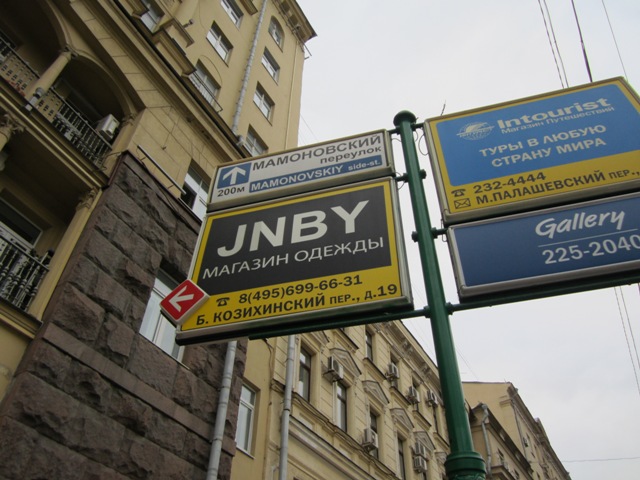 МАМОНОВСКИЙ
переулок
200м
MAMONOVSKIY side-st.
JNBY
МАГАЗИН ОДЕЖДЫ
8(495)699-66-31
Б. КОЗИХИНСКИЙ ПЕР., д.19
Intourist
Магазин Путешествий
ТУРЫ В ЛЮБУЮ
СТРАНУ МИРА
232-4444
М.ПАЛАШЕВСКИЙ ПЕР.,
Gallery
225-2040